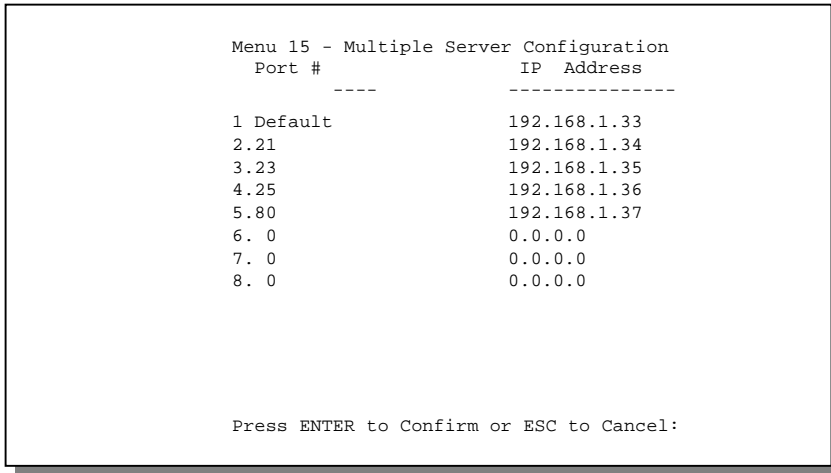 Menu 15 - Multiple Server Configuration
Port # IP Address
---- ---------------
1 Default 192.168.1.33
2.21 192.168.1.34
3.23 192.168.1.35
4.25 192.168.1.36
5.80 192.168.1.37
6. 0 0.0.0.0
7. 0 0.0.0.0
8. 0 0.0.0.0
Press ENTER to Confirm or ESC to Cancel: